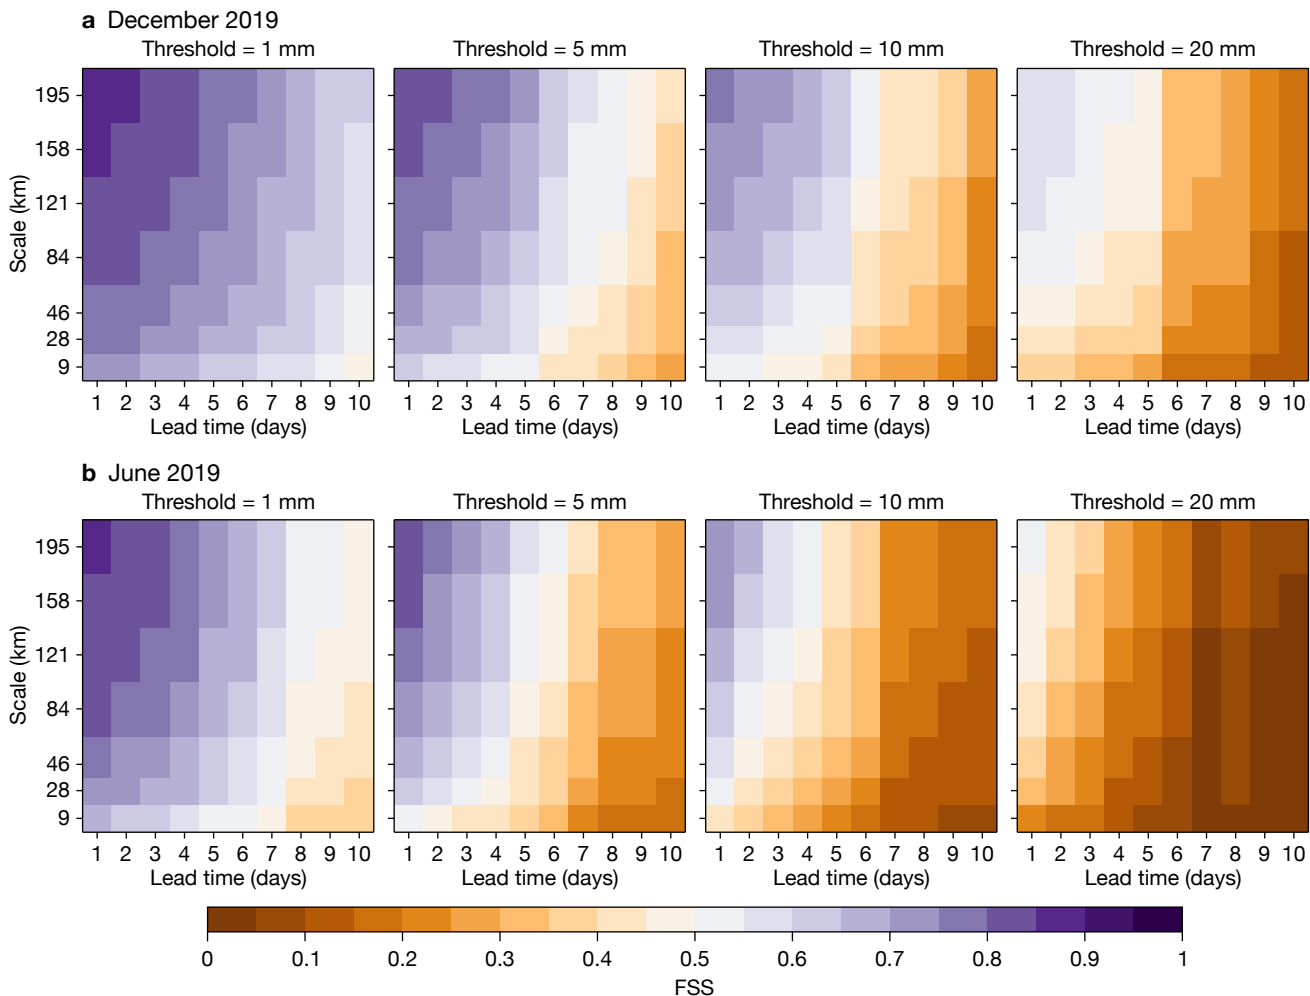 a December 2019
Threshold = 1 mm
Threshold = 5 mm
Threshold = 10 mm
Threshold = 20 mm
Scale (km)
195
158
121
84
46
28
9
1 2 3 4 5 6 7 8 9 10
1 2 3 4 5 6 7 8 9 10
1 2 3 4 5 6 7 8 9 10
1 2 3 4 5 6 7 8 9 10
Lead time (days)
Lead time (days)
Lead time (days)
Lead time (days)
b June 2019
Threshold = 1 mm
Threshold = 5 mm
Threshold = 10 mm
Threshold = 20 mm
Scale (km)
195
158
121
84
46
28
9
1 2 3 4 5 6 7 8 9 10
1 2 3 4 5 6 7 8 9 10
1 2 3 4 5 6 7 8 9 10
1 2 3 4 5 6 7 8 9 10
Lead time (days)
Lead time (days)
Lead time (days)
Lead time (days)
0 0.1 0.2 0.3 0.4 0.5 0.6 0.7 0.8 0.9 1
FSS